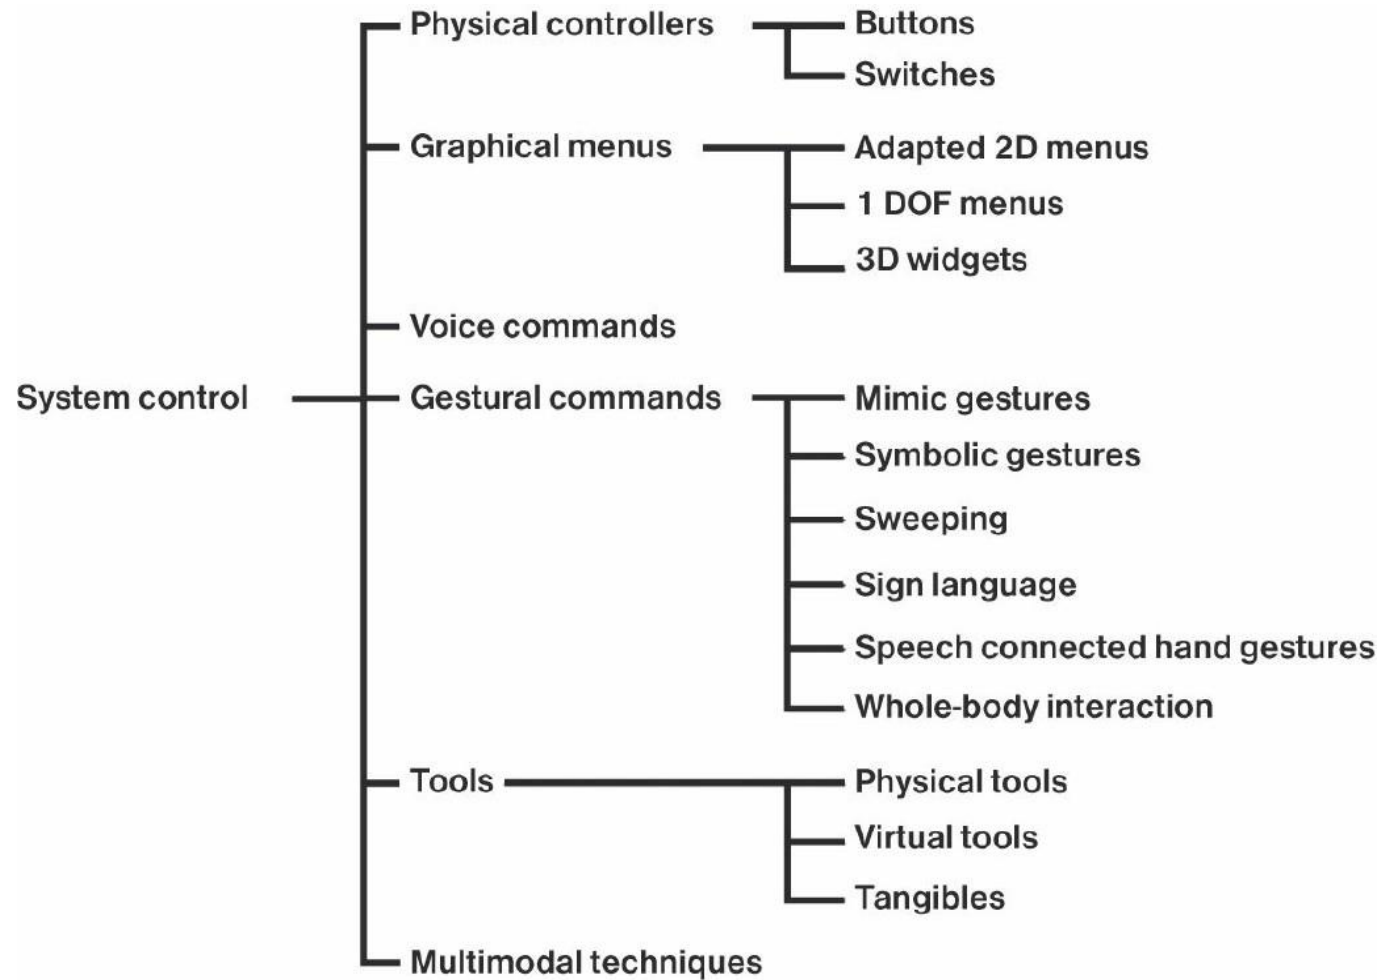 Physical controllers
Buttons
Switches
Graphical menus
Adapted 2D menus
1 DOF menus
3D widgets
Voice commands
System control
Gestural commands
Mimic gestures
Symbolic gestures
Sweeping
Sign language
Speech connected hand gestures
Whole-body interaction
Tools
Physical tools
Virtual tools
Tangibles
Multimodal techniques